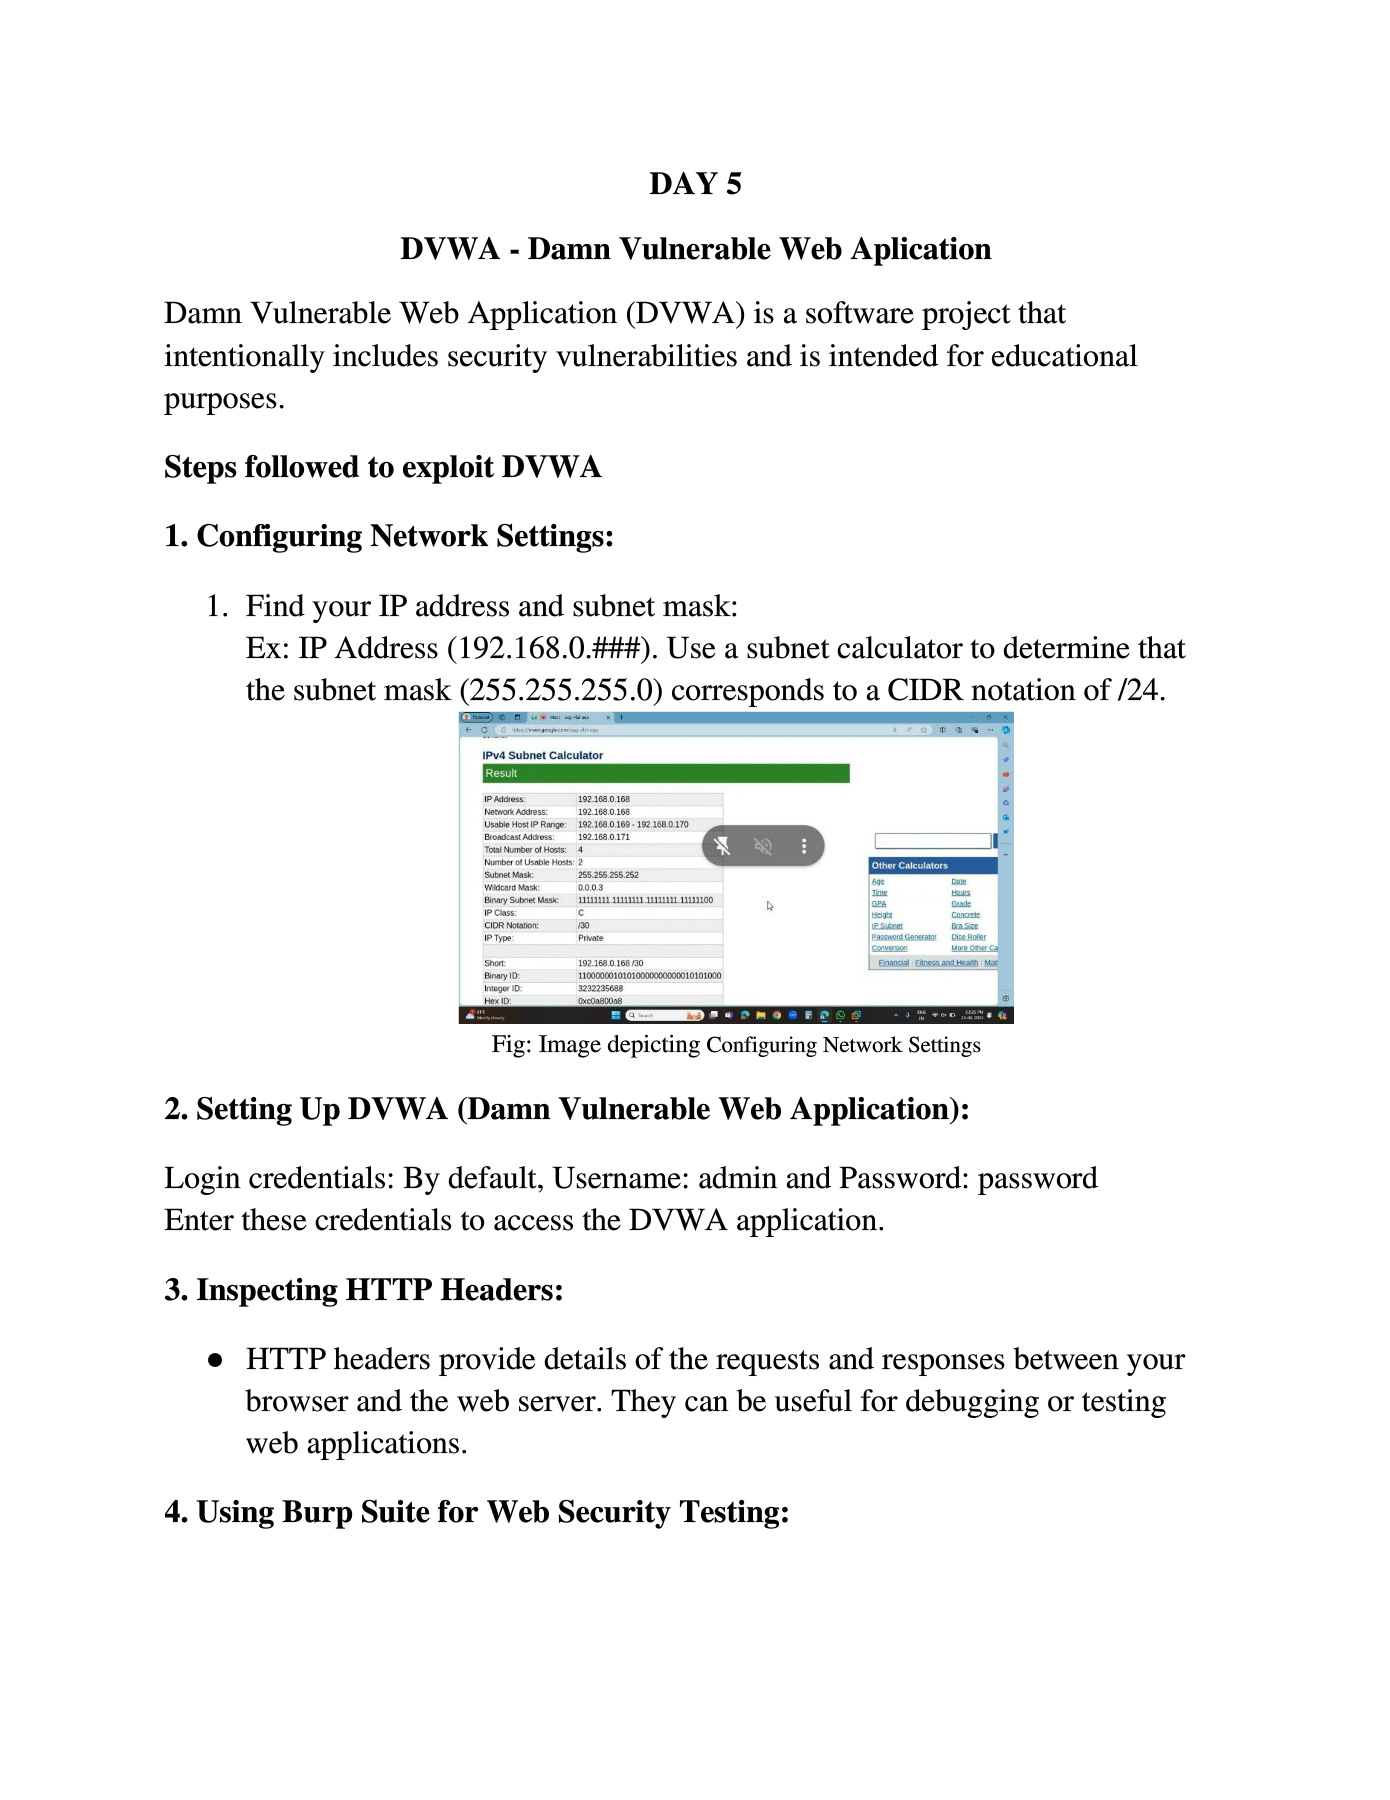 DAY 5
DVWA - Damn Vulnerable Web Aplication
Damn Vulnerable Web Application (DVWA) is a software project that
intentionally includes security vulnerabilities and is intended for educational
purposes.
Steps followed to exploit DVWA
1. Configuring Network Settings:
1. Find your IP address and subnet mask:
Ex: IP Address (192.168.0.###). Use a subnet calculator to determine that
the subnet mask (255.255.255.0) corresponds to a CIDR notation of /24.
IPv4 Subnet Calculator
Result
IP Address: 192.168.0.168
Network Address: 192.168.0.168
Usable Host IP Range: 192.168.0.169 - 192.168.0.170
Broadcast Address: 192.168.0.171
Total Number of Hosts: 4
Number of Usable Hosts: 2
Subnet Mask: 255.255.255.252
Wildcard Mask: 0.0.0.3
Binary Subnet Mask: 11111111.11111111.11111111.11111100
IP Class: C
CIDR Notation: /30
IP Type: Private
Short: 192.168.0.168 /30
Binary ID: 11000000101010000000000010101000
Integer ID: 3232235688
Hex ID: 0xc0a800a8
Other Calculators
Age Date
Time Hours
GPA Grade
Height Concrete
IP Subnet Bra Size
Password Generator Dice Roller
Conversion More Other Ca
Financial | Fitness and Health | Mat
Search
Fig: Image depicting Configuring Network Settings
2. Setting Up DVWA (Damn Vulnerable Web Application):
Login credentials: By default, Username: admin and Password: password
Enter these credentials to access the DVWA application.
3. Inspecting HTTP Headers:
● HTTP headers provide details of the requests and responses between your
browser and the web server. They can be useful for debugging or testing
web applications.
4. Using Burp Suite for Web Security Testing: